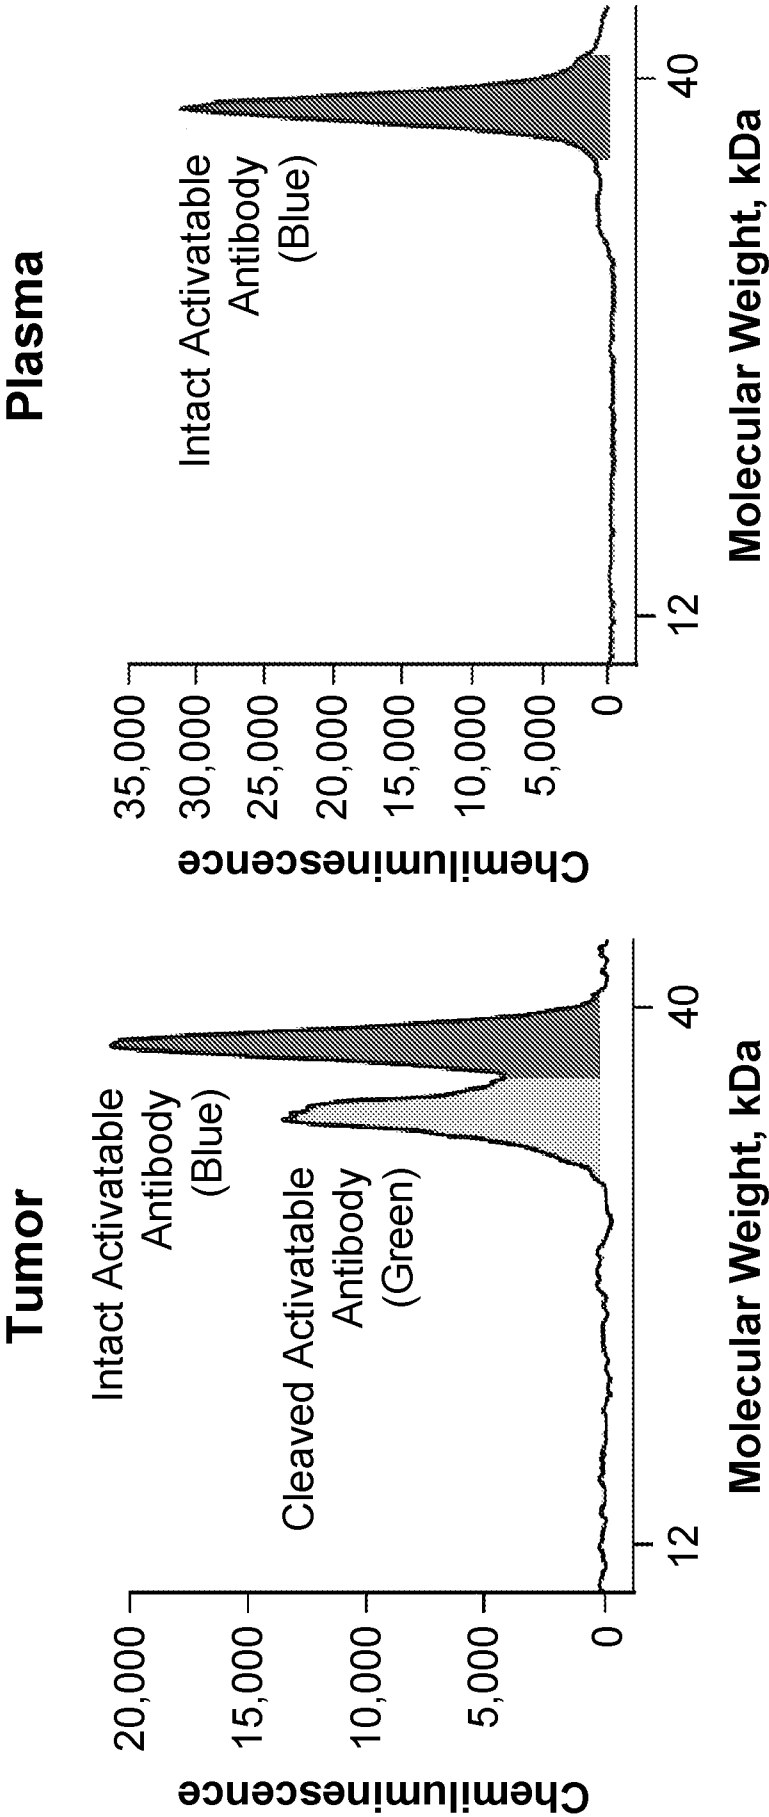 Tumor
Intact Activatable
Antibody
(Blue)
Cleaved Activatable
Antibody
(Green)
Chemiluminescence
20,000
15,000
10,000
5,000
0
12
40
Molecular Weight, kDa
Plasma
Intact Activatable
Antibody
(Blue)
Chemiluminescence
35,000
30,000
25,000
20,000
15,000
10,000
5,000
0
12
40
Molecular Weight, kDa